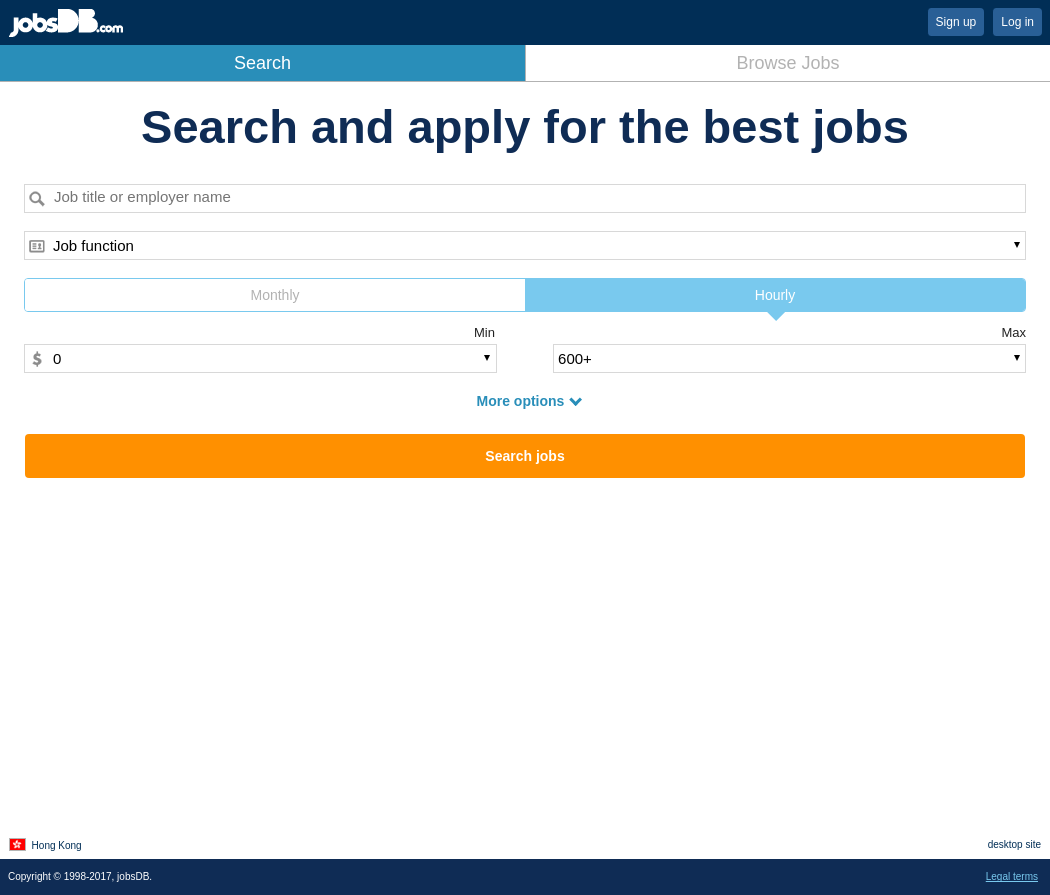 jobsDB.com
Sign up
Log in
Search
Browse Jobs
Search and apply for the best jobs
Job title or employer name
Job function
Monthly
Hourly
Min
Max
$ 0
600+
More options
Search jobs
Hong Kong
desktop site
Copyright © 1998-2017, jobsDB.
Legal terms